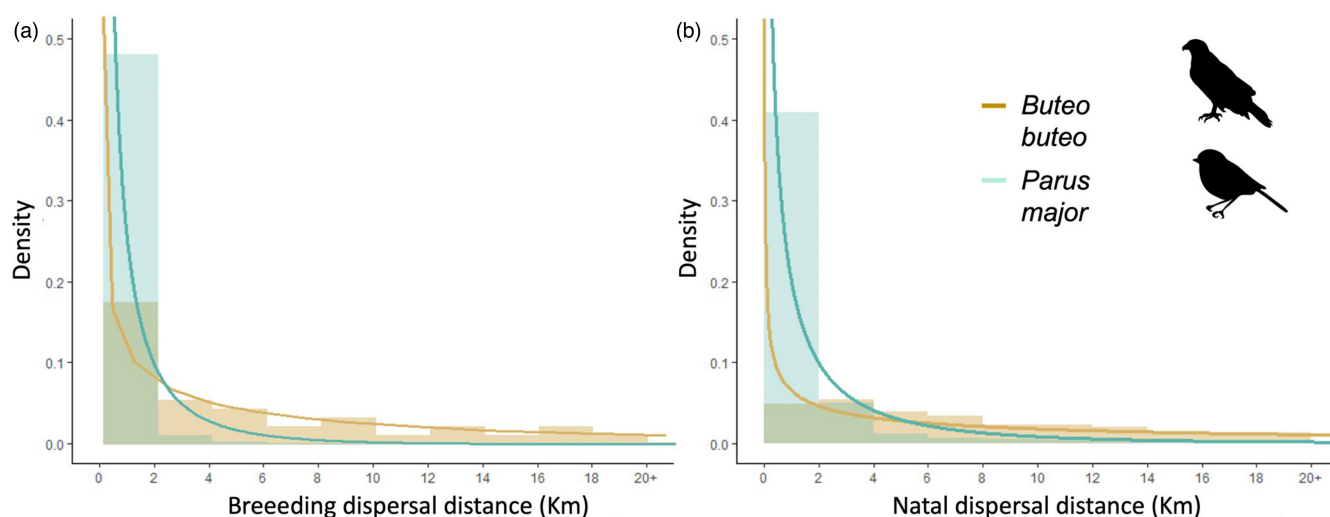 (a)
0.5
0.4
0.3
0.2
0.1
0.0
Density
0 2 4 6 8 10 12 14 16 18 20+
Breeeding dispersal distance (Km)
(b)
0.5
0.4
0.3
0.2
0.1
0.0
Density
Buteo
buteo
Parus
major
0 2 4 6 8 10 12 14 16 18 20+
Natal dispersal distance (Km)